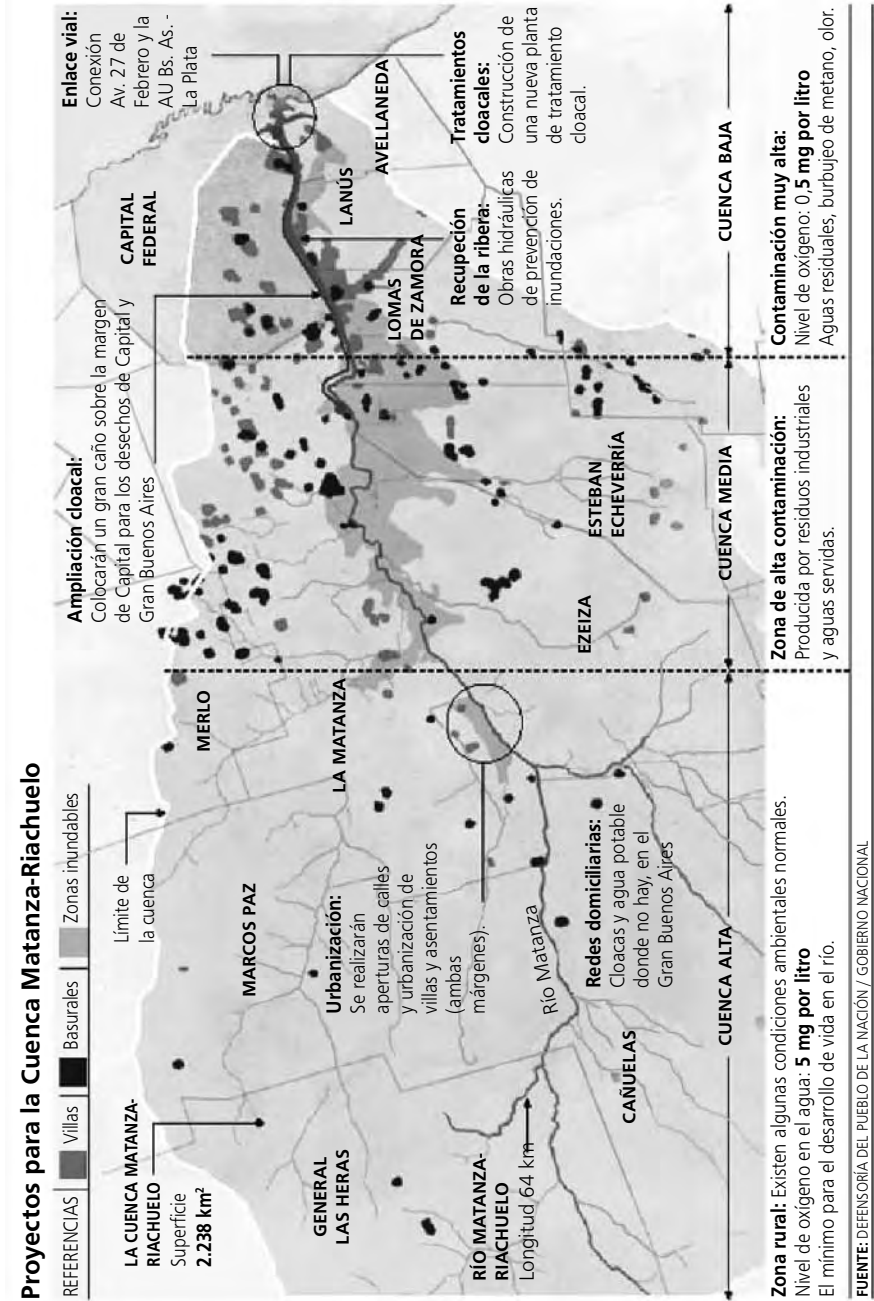 Proyectos para la Cuenca Matanza-Riachuelo
REFERENCIAS
Villas
Basurales
Zonas inundables
LA CUENCA MATANZA-
RIACHUELO
Superficie
2.238 km²
Límite de
la cuenca
Ampliación cloacal:
Colocarán un gran caño sobre la margen
de Capital para los desechos de Capital y
Gran Buenos Aires
Enlace vial:
Conexión
Av. 27 de
Febrero y la
AU Bs. As. -
La Plata
CAPITAL
FEDERAL
MERLO
MARCOS PAZ
GENERAL
LAS HERAS
LA MATANZA
Urbanización:
Se realizarán
aperturas de calles
y urbanización de
villas y asentamientos
(ambas
márgenes).
LANÚS
AVELLANEDA
LOMAS
DE ZAMORA
Recupeción
de la ribera:
Obras hidráulicas
de prevención de
inundaciones.
Tratamientos
cloacales:
Construcción de
una nueva planta
de tratamiento
cloacal.
RÍO MATANZA-
RIACHUELO
Longitud 64 km
Río Matanza
Redes domiciliarias:
Cloacas y agua potable
donde no hay, en el
Gran Buenos Aires
CAÑUELAS
EZEIZA
ESTEBAN
ECHEVERRÍA
CUENCA ALTA
CUENCA MEDIA
CUENCA BAJA
Zona rural: Existen algunas condiciones ambientales normales.
Nivel de oxígeno en el agua: 5 mg por litro
El mínimo para el desarrollo de vida en el río.
Zona de alta contaminación:
Producida por residuos industriales
y aguas servidas.
Contaminación muy alta:
Nivel de oxígeno: 0,5 mg por litro
Aguas residuales, burbujeo de metano, olor.
FUENTE: DEFENSORÍA DEL PUEBLO DE LA NACIÓN / GOBIERNO NACIONAL